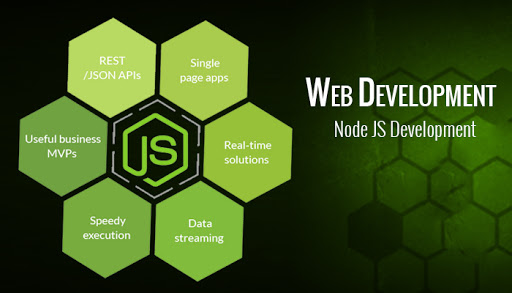 REST
/JSON APIs
Single
page apps
Useful business
MVPs
JS
Real-time
solutions
Speedy
execution
Data
streaming
WEB DEVELOPMENT
Node JS Development